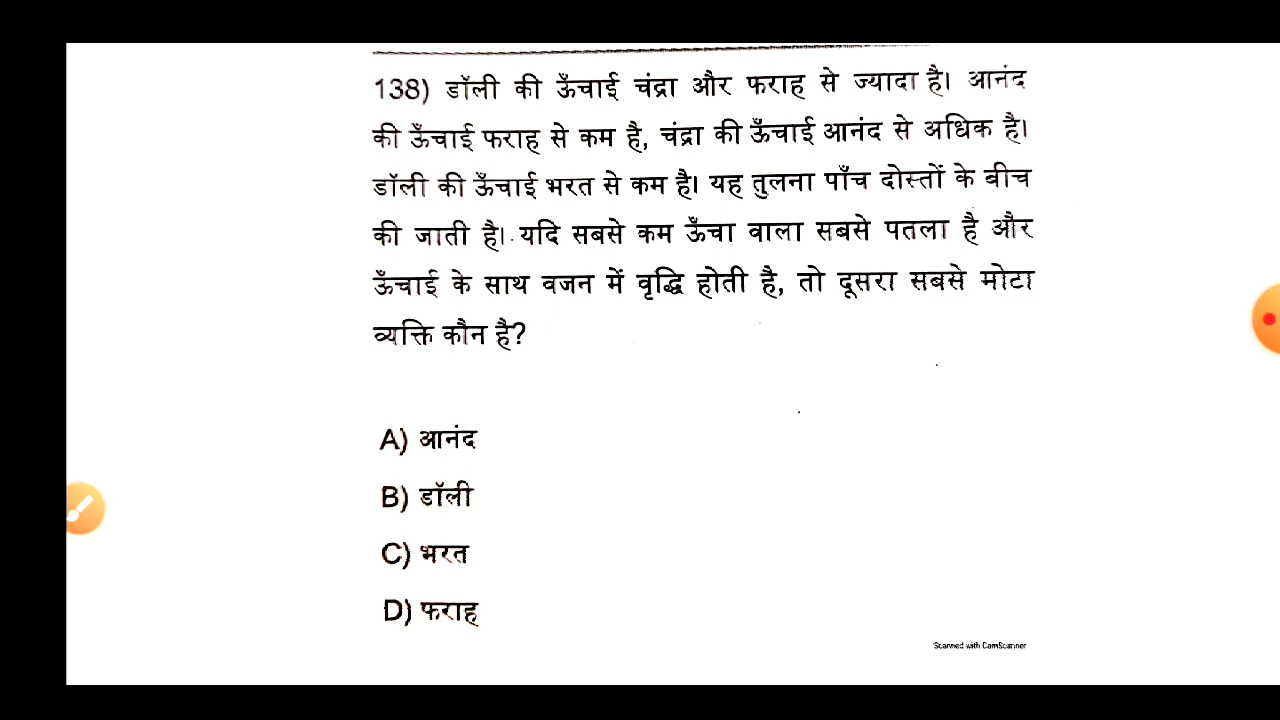 138) डॉली की ऊँचाई चंद्रा और फराह से ज्यादा है। आनंद
की ऊँचाई फराह से कम है, चंद्रा की ऊँचाई आनंद से अधिक है।
डॉली की ऊँचाई भरत से कम है। यह तुलना पाँच दोस्तों के बीच
की जाती है। यदि सबसे कम ऊँचा वाला सबसे पतला है और
ऊँचाई के साथ वजन में वृद्धि होती है, तो दूसरा सबसे मोटा
व्यक्ति कौन है?
A) आनंद
B) डॉली
C) भरत
D) फराह
Scanned with CamScanner